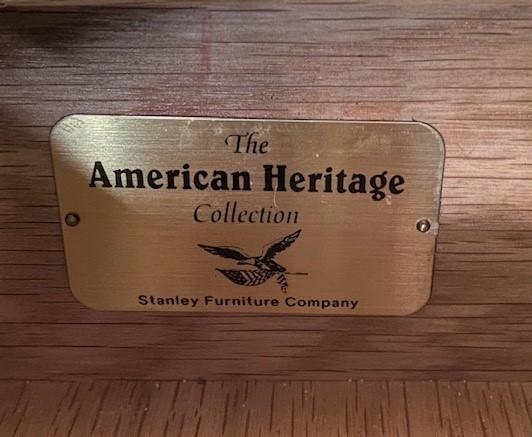 The
American Heritage
Collection
Stanley Furniture Company